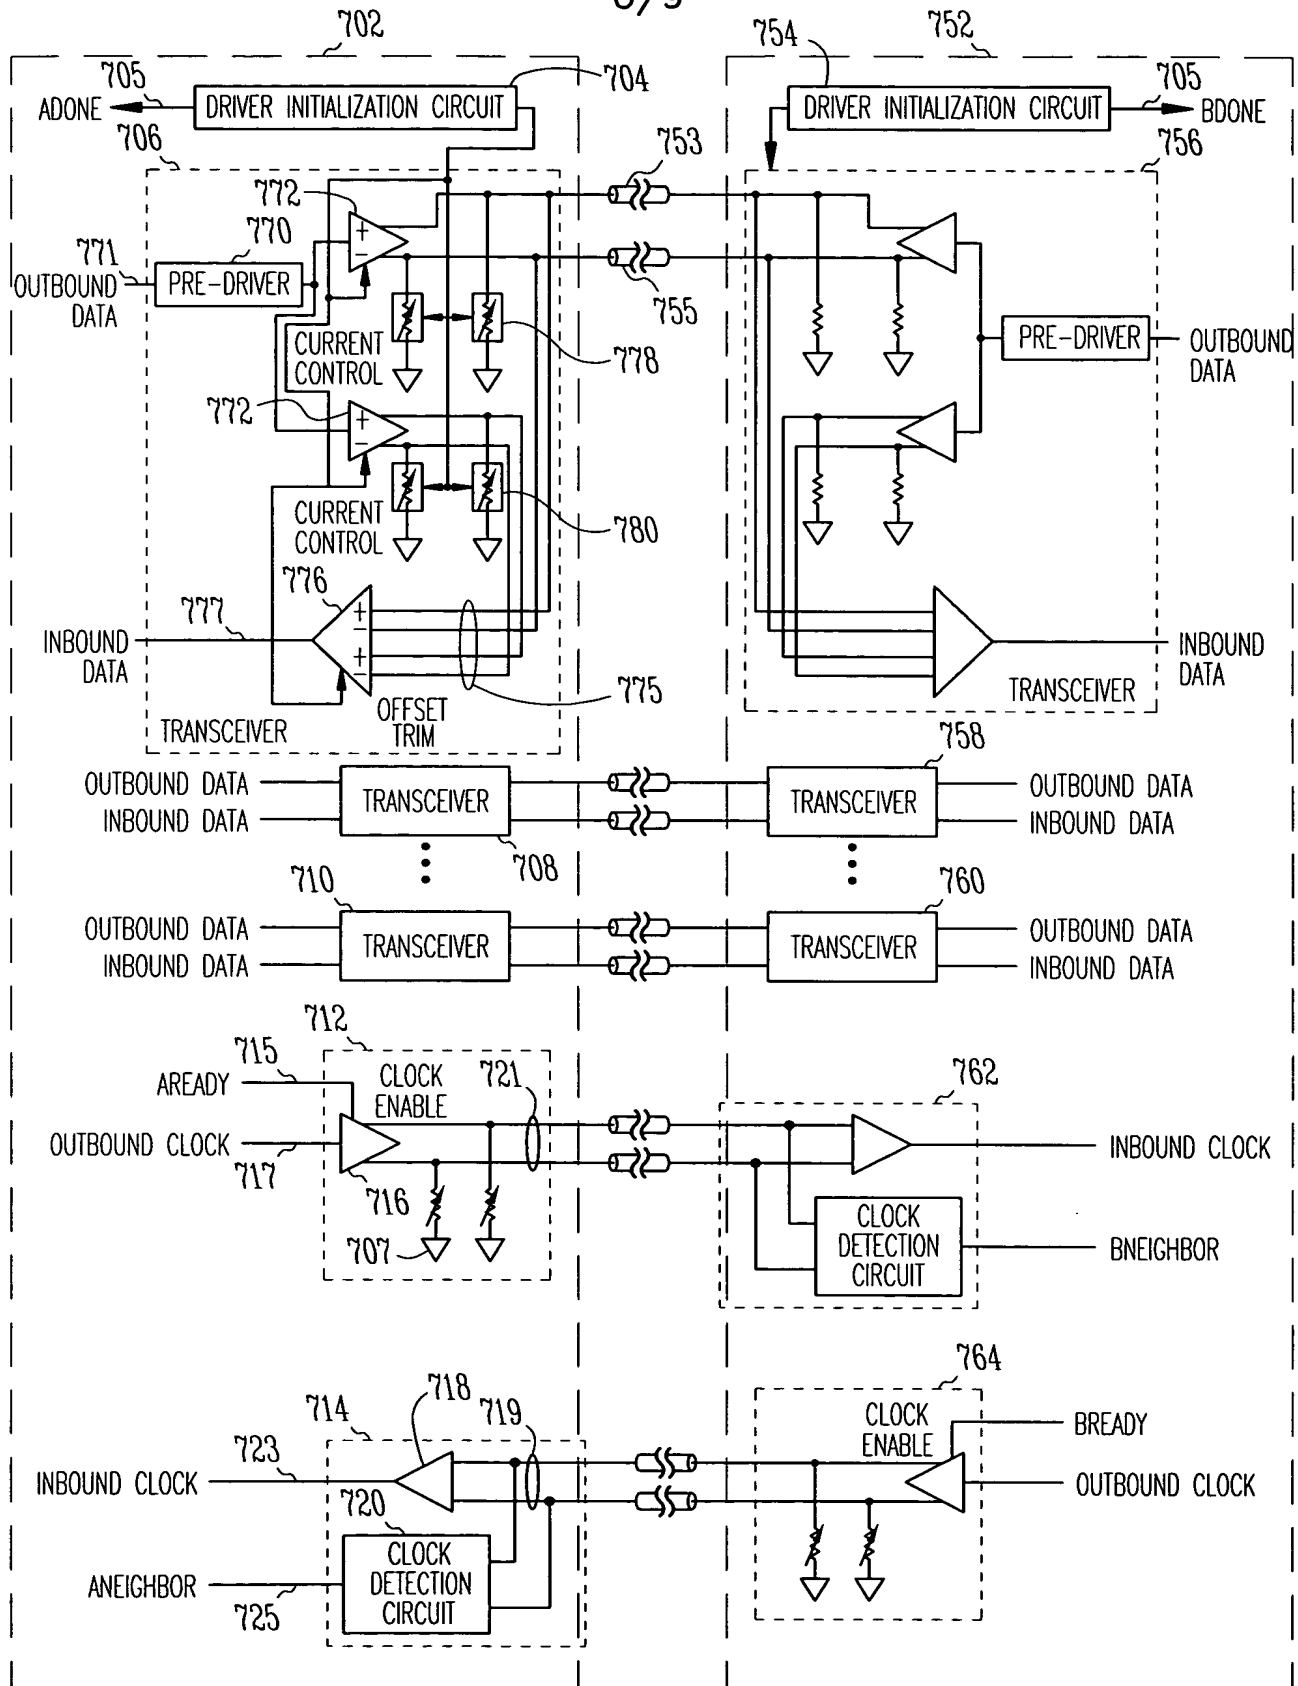 6/9
702
754
752
705
704
705
ADONE
DRIVER INITIALIZATION CIRCUIT
DRIVER INITIALIZATION CIRCUIT
BDONE
706
753
756
772
+
−
770
771
PRE-DRIVER
OUTBOUND
DATA
755
CURRENT
CONTROL
778
PRE-DRIVER
OUTBOUND
DATA
772
+
−
CURRENT
CONTROL
780
776
777
+
−
+
−
INBOUND
DATA
775
INBOUND
DATA
OFFSET
TRIM
TRANSCEIVER
TRANSCEIVER
758
OUTBOUND DATA
TRANSCEIVER
TRANSCEIVER
OUTBOUND DATA
INBOUND DATA
INBOUND DATA
708
710
760
OUTBOUND DATA
TRANSCEIVER
TRANSCEIVER
OUTBOUND DATA
INBOUND DATA
INBOUND DATA
712
715
721
762
AREADY
CLOCK
ENABLE
OUTBOUND CLOCK
INBOUND CLOCK
717
716
707
CLOCK
DETECTION
CIRCUIT
BNEIGHBOR
764
718
714
719
CLOCK
ENABLE
BREADY
723
INBOUND CLOCK
OUTBOUND CLOCK
720
CLOCK
DETECTION
CIRCUIT
ANEIGHBOR
725